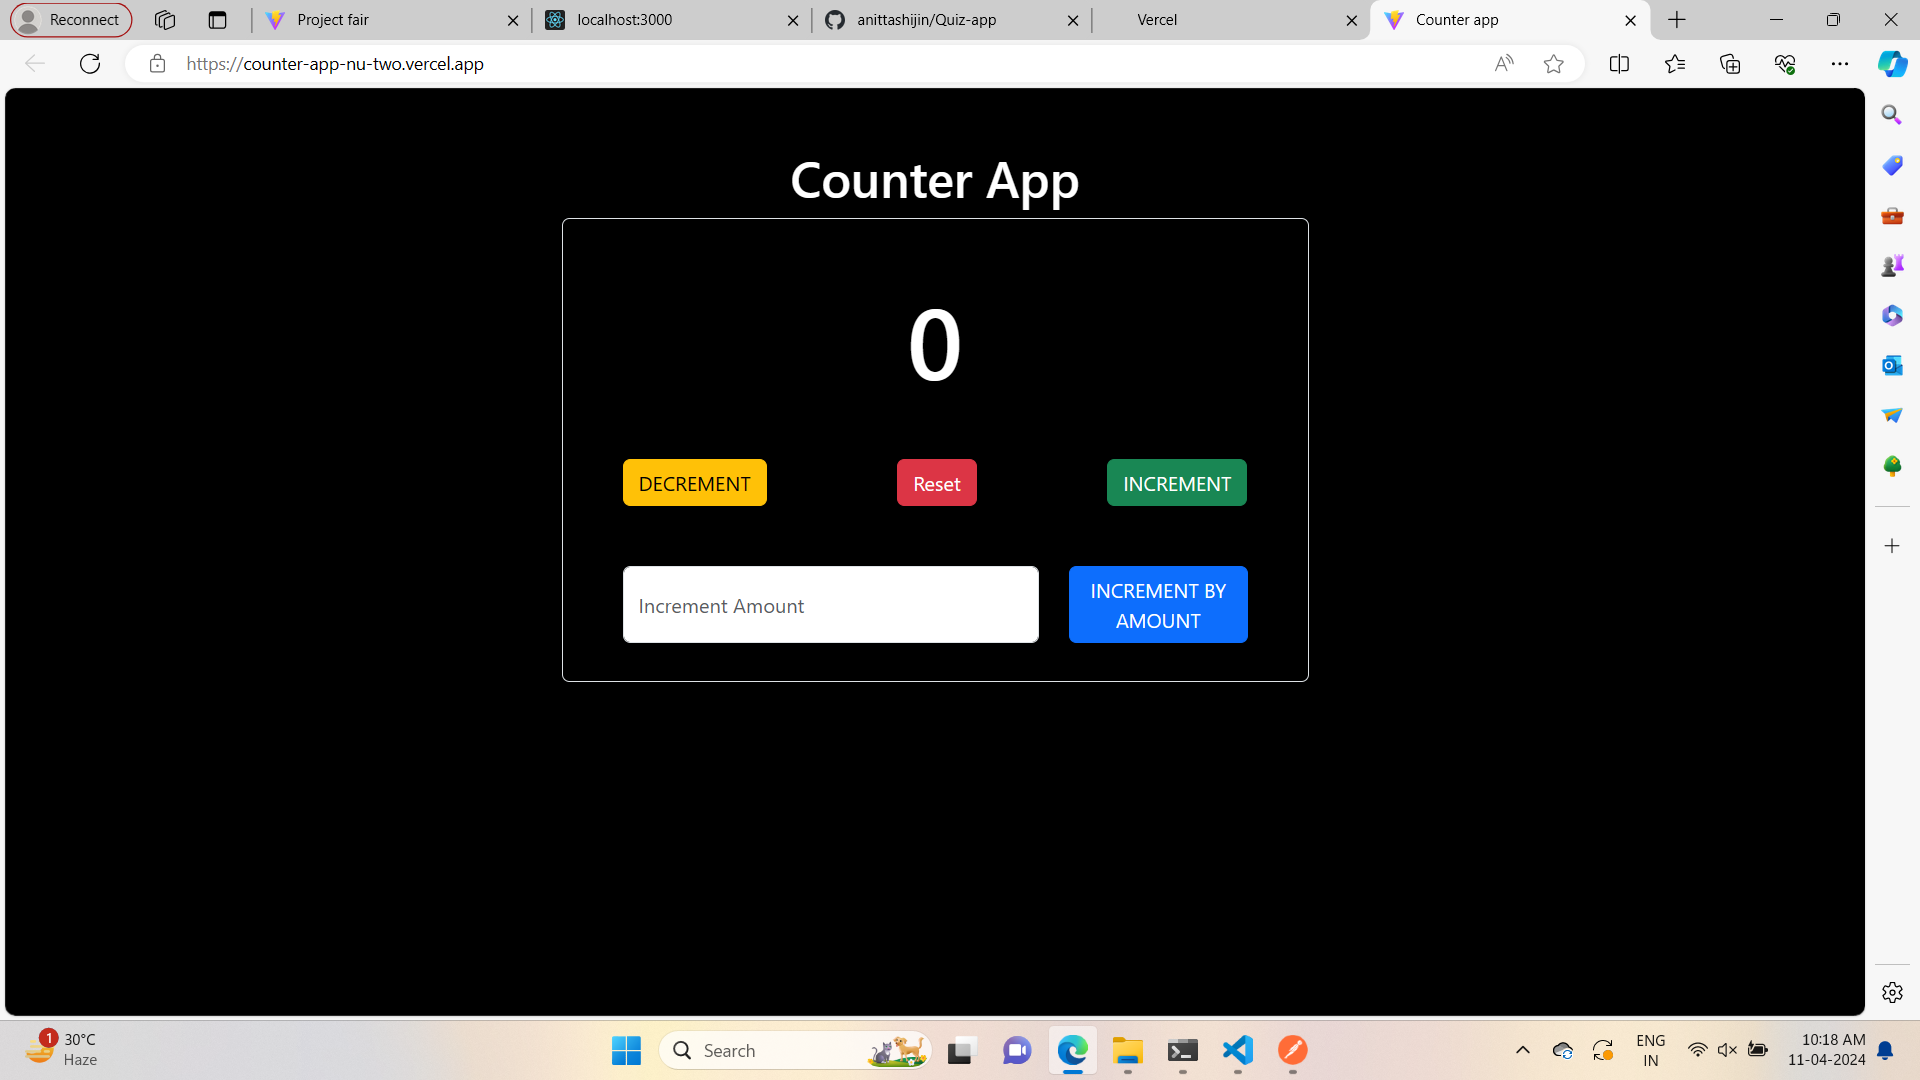 Reconnect
Project fair
localhost:3000
anittashijin/Quiz-app
Vercel
Counter app
https://counter-app-nu-two.vercel.app
Counter App
0
DECREMENT
Reset
INCREMENT
Increment Amount
INCREMENT BY
AMOUNT
1
30°C
Haze
Search
ENG
IN
10:18 AM
11-04-2024